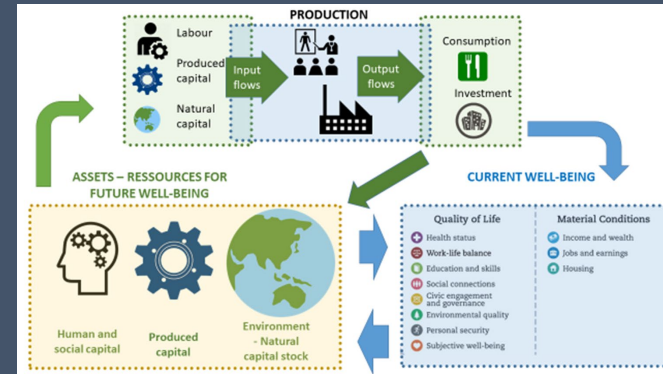 PRODUCTION
Labour
Produced
capital
Natural
capital
Input
flows
Output
flows
Consumption
Investment
ASSETS – RESSOURCES FOR
FUTURE WELL-BEING
CURRENT WELL-BEING
Human and
social capital
Produced
capital
Environment
- Natural
capital stock
Quality of Life
Health status
Work-life balance
Education and skills
Social connections
Civic engagement
and governance
Environmental quality
Personal security
Subjective well-being
Material Conditions
Income and wealth
Jobs and earnings
Housing